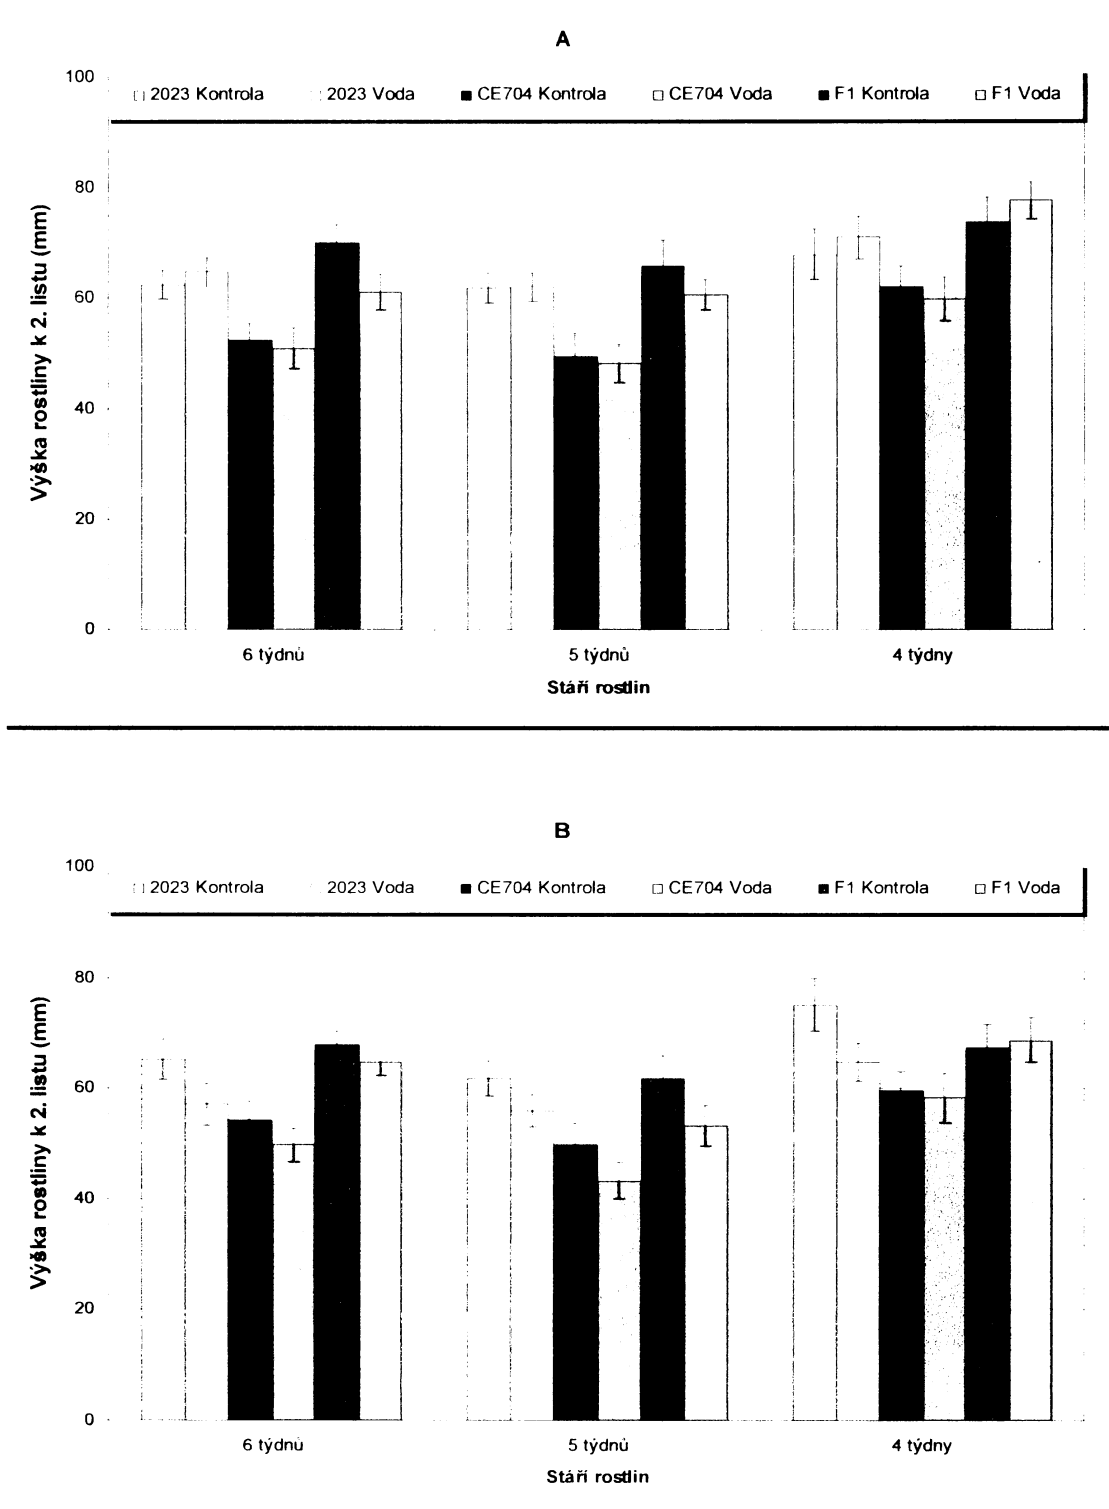 A
100
2023 Kontrola 2023 Voda CE704 Kontrola CE704 Voda F1 Kontrola F1 Voda
80
60
40
20
0
Výška rostliny k 2. listu (mm)
6 týdnů 5 týdnů 4 týdny
Stáří rostlin
B
100
2023 Kontrola 2023 Voda CE704 Kontrola CE704 Voda F1 Kontrola F1 Voda
80
60
40
20
0
Výška rostliny k 2. listu (mm)
6 týdnů 5 týdnů 4 týdny
Stáří rostlin